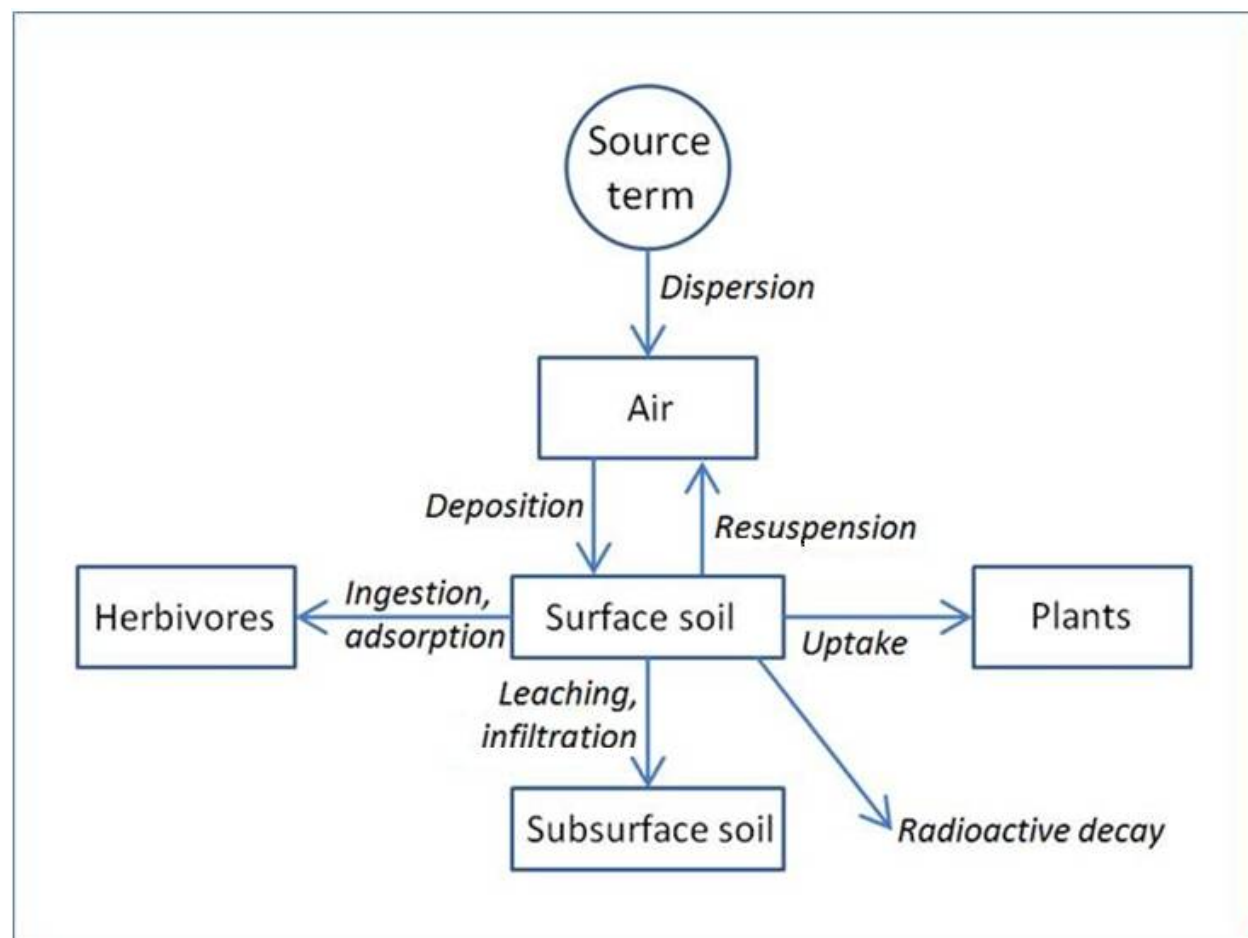 Source
term
Dispersion
Air
Deposition
Resuspension
Herbivores
Ingestion,
adsorption
Surface soil
Uptake
Plants
Leaching,
infiltration
Subsurface soil
Radioactive decay